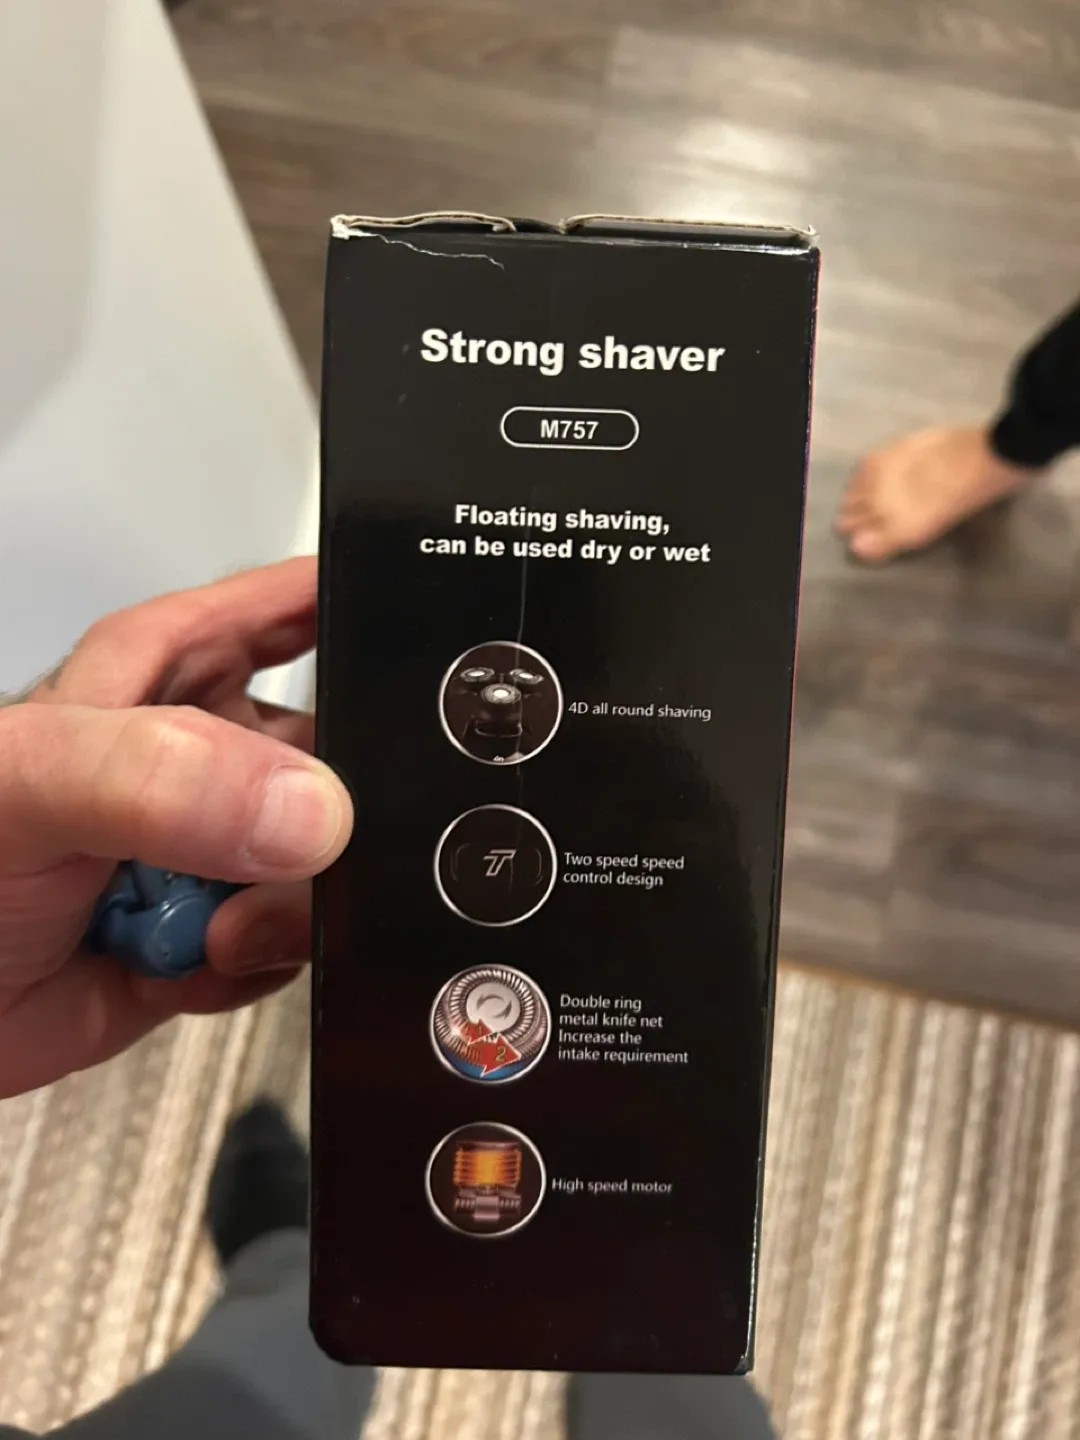 Strong shaver
M757
Floating shaving,
can be used dry or wet
4D all round shaving
Two speed speed
control design
Double ring
metal knife net
Increase the
intake requirement
2
High speed motor